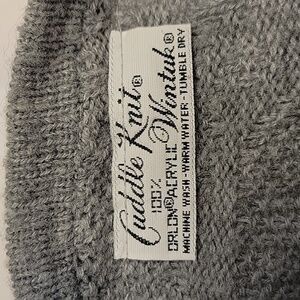 Cuddle Knit®
100%
ORLON® ACRYLIC Wintuk®
MACHINE WASH-WARM WATER-TUMBLE DRY